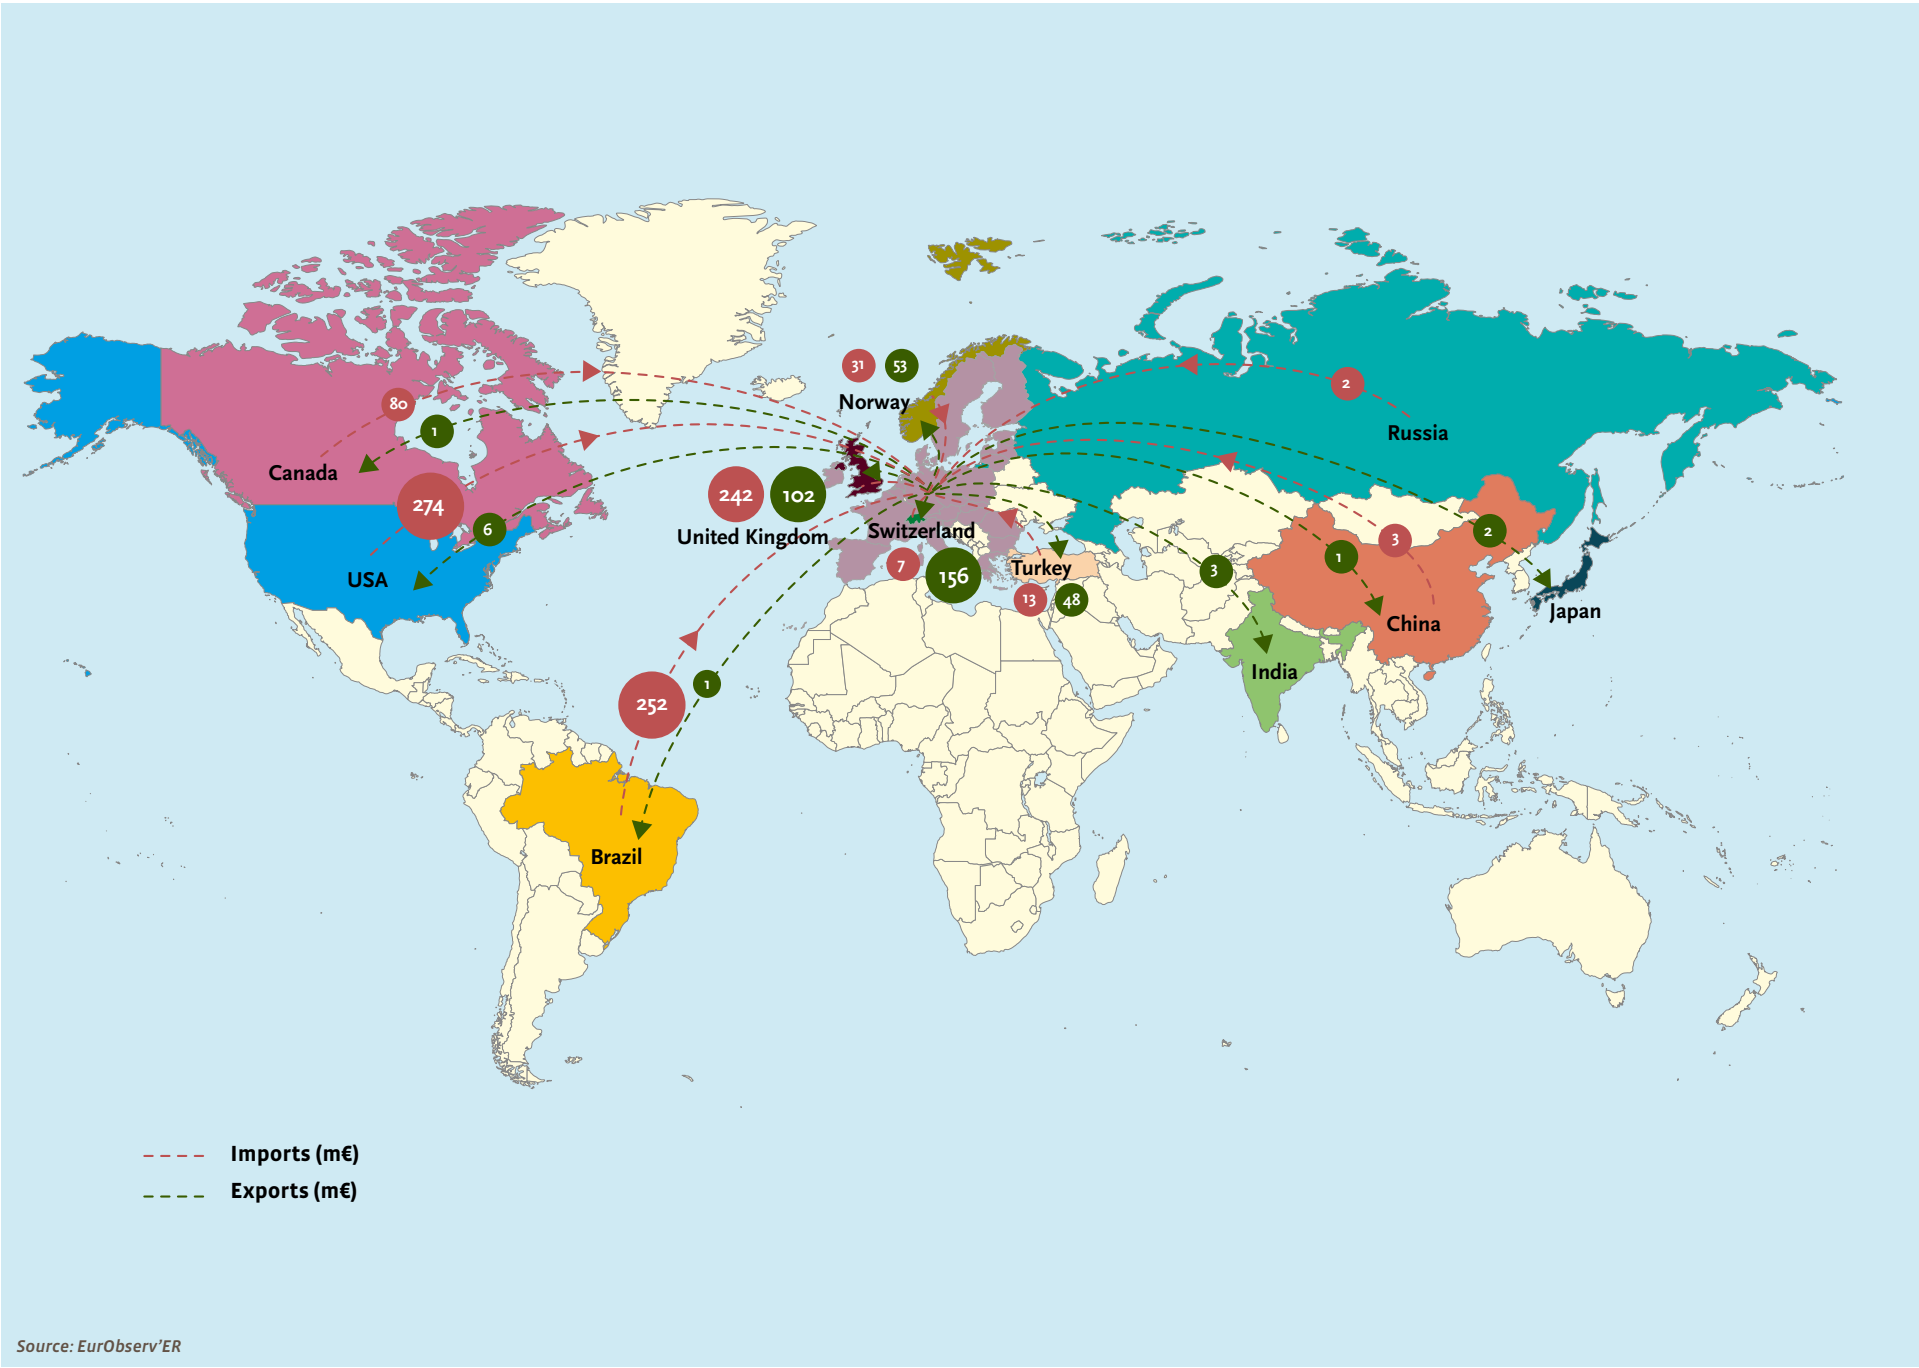 31
53
Norway
2
80
1
Russia
Canada
274
6
242
102
United Kingdom
Switzerland
7
156
Turkey
13
48
USA
3
1
3
2
Japan
China
India
252
1
Brazil
Imports (m€)
Exports (m€)
Source: EurObserv’ER